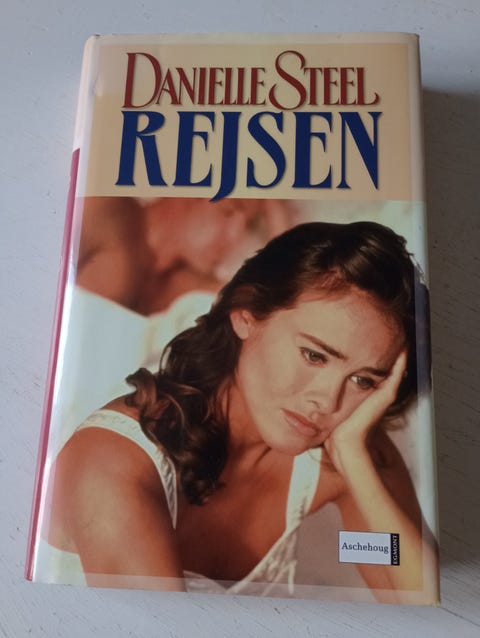 DANIELLE STEEL
REJSEN
Aschehoug
EGMONT